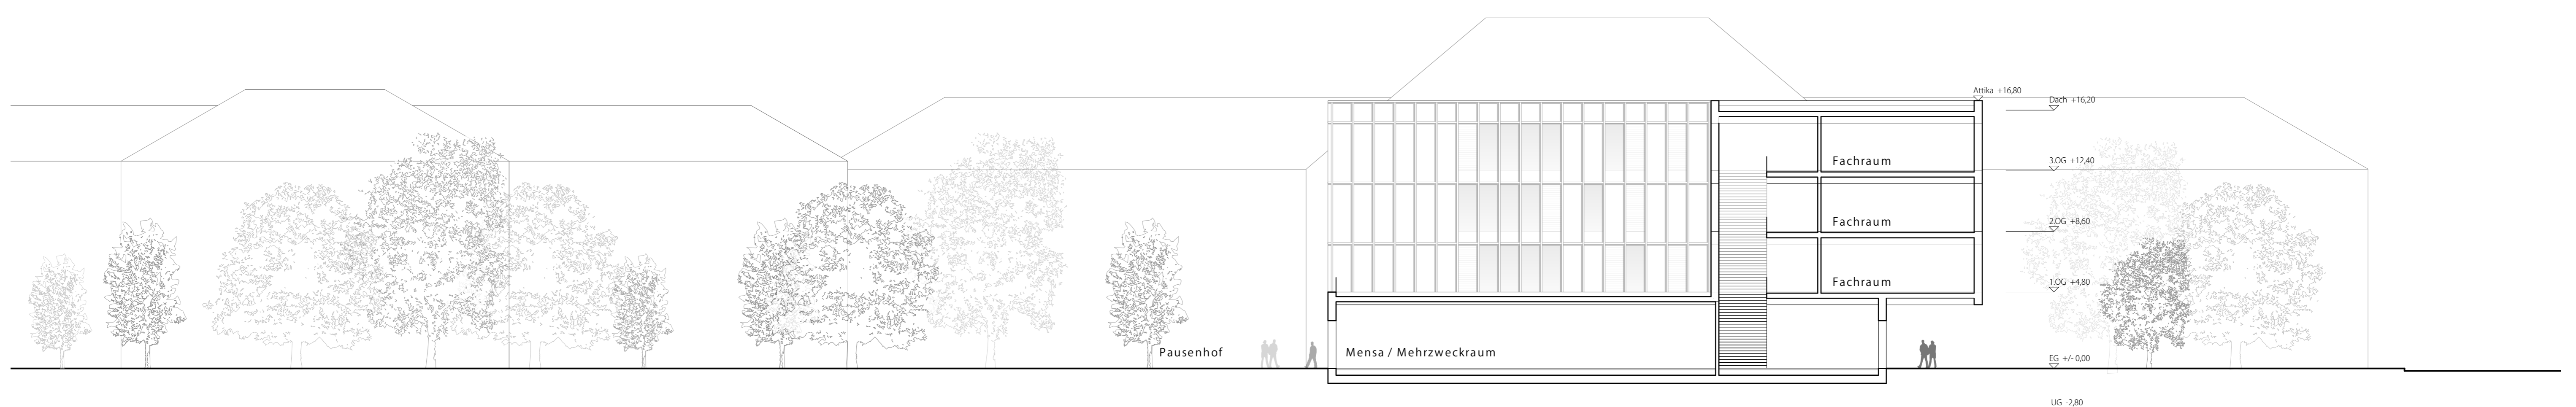 Attika +16,80
Dach +16,20
Fachraum
3.OG +12,40
Fachraum
2.OG +8,60
Fachraum
1.OG +4,80
Pausenhof
Mensa / Mehrzweckraum
EG +/- 0,00
UG -2,80